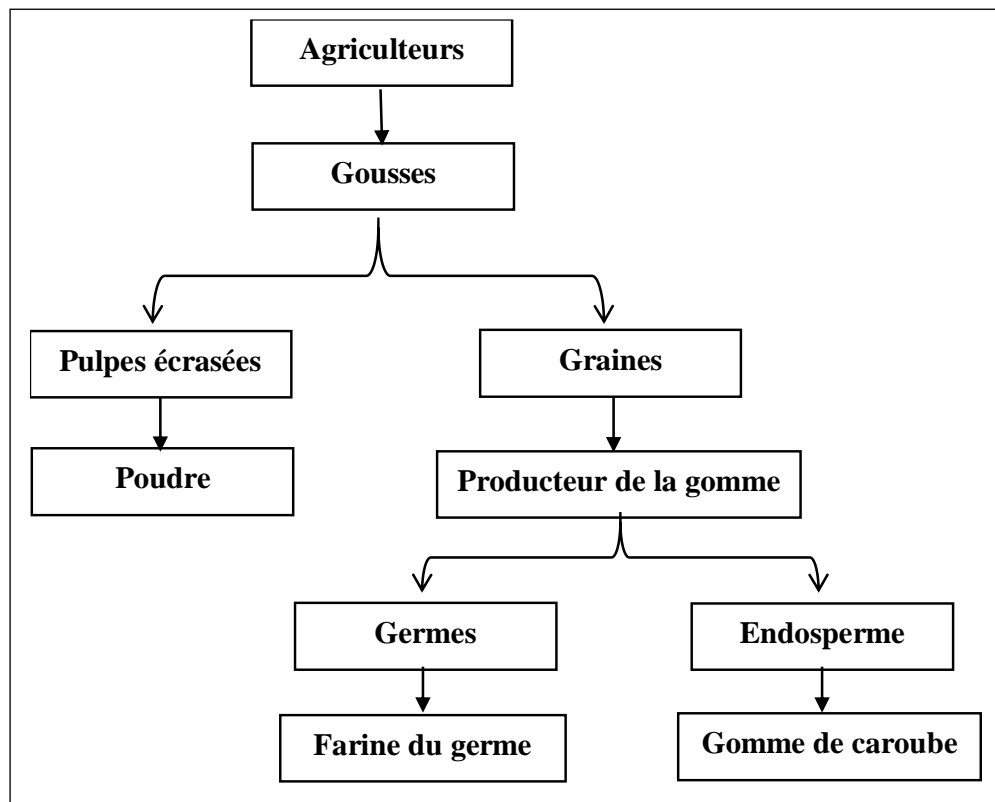 Agriculteurs
Gousses
Pulpes écrasées
Graines
Poudre
Producteur de la gomme
Germes
Endosperme
Farine du germe
Gomme de caroube